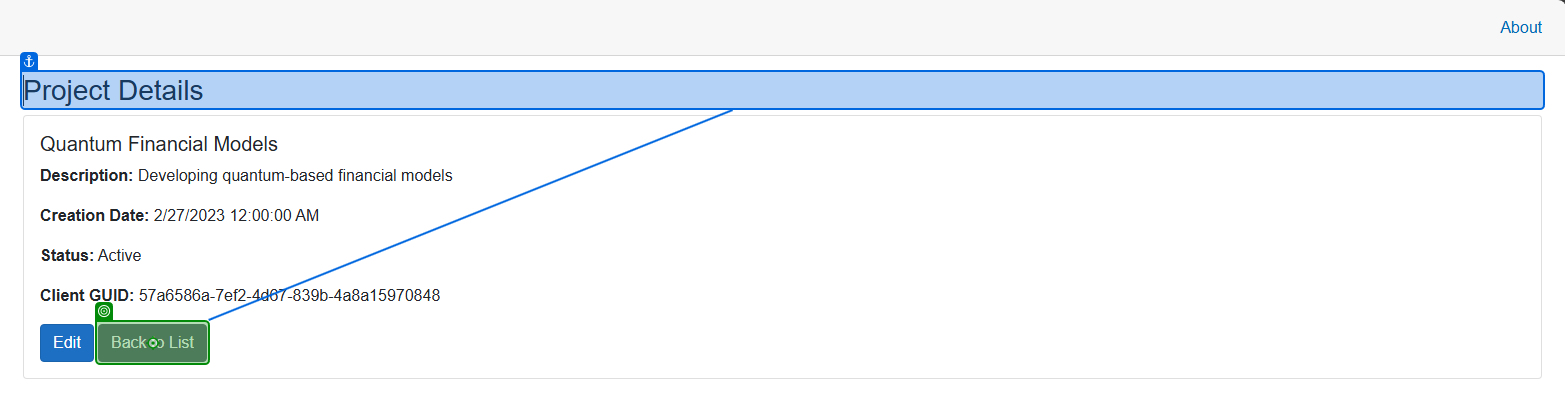 About
Project Details
Quantum Financial Models
Description: Developing quantum-based financial models
Creation Date: 2/27/2023 12:00:00 AM
Status: Active
Client GUID: 57a6586a-7ef2-4d67-839b-4a8a15970848
Edit
Back to List